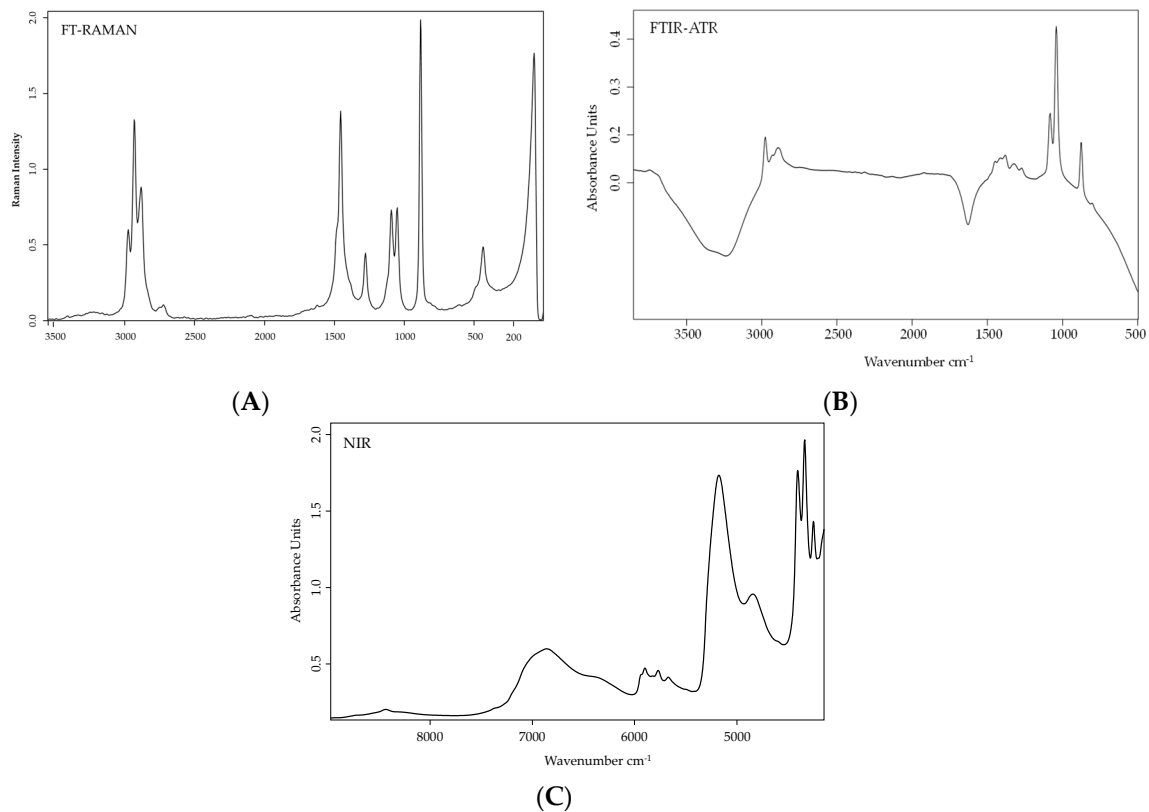 FT-RAMAN
Raman Intensity
2.0
1.5
1.0
0.5
0.0
3500 3000 2500 2000 1500 1000 500 200
(A)
FTIR-ATR
Absorbance Units
0.4
0.3
0.2
0.0
3500 3000 2500 2000 1500 1000 500
Wavenumber cm⁻¹
(B)
NIR
Absorbance Units
2.0
1.5
1.0
0.5
8000 7000 6000 5000
Wavenumber cm⁻¹
(C)